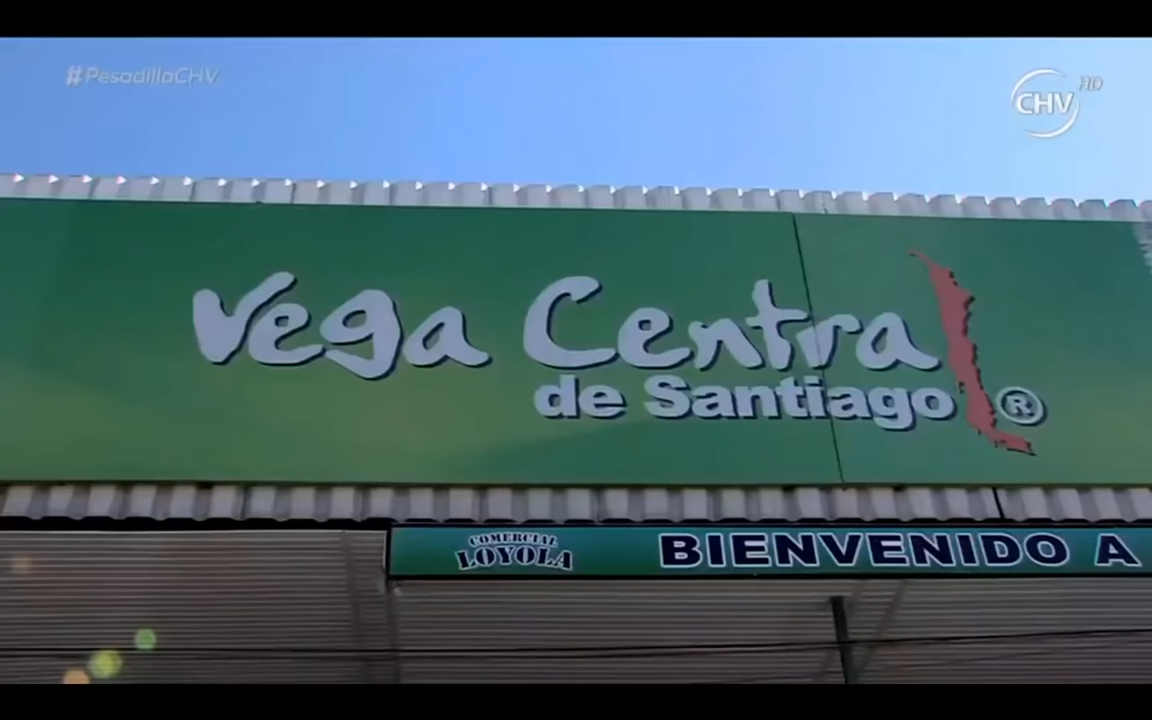 #PesadillaCHV
CHV HD
Vega Central
de Santiago ®
COMERCIAL
LOYOLA
BIENVENIDO A